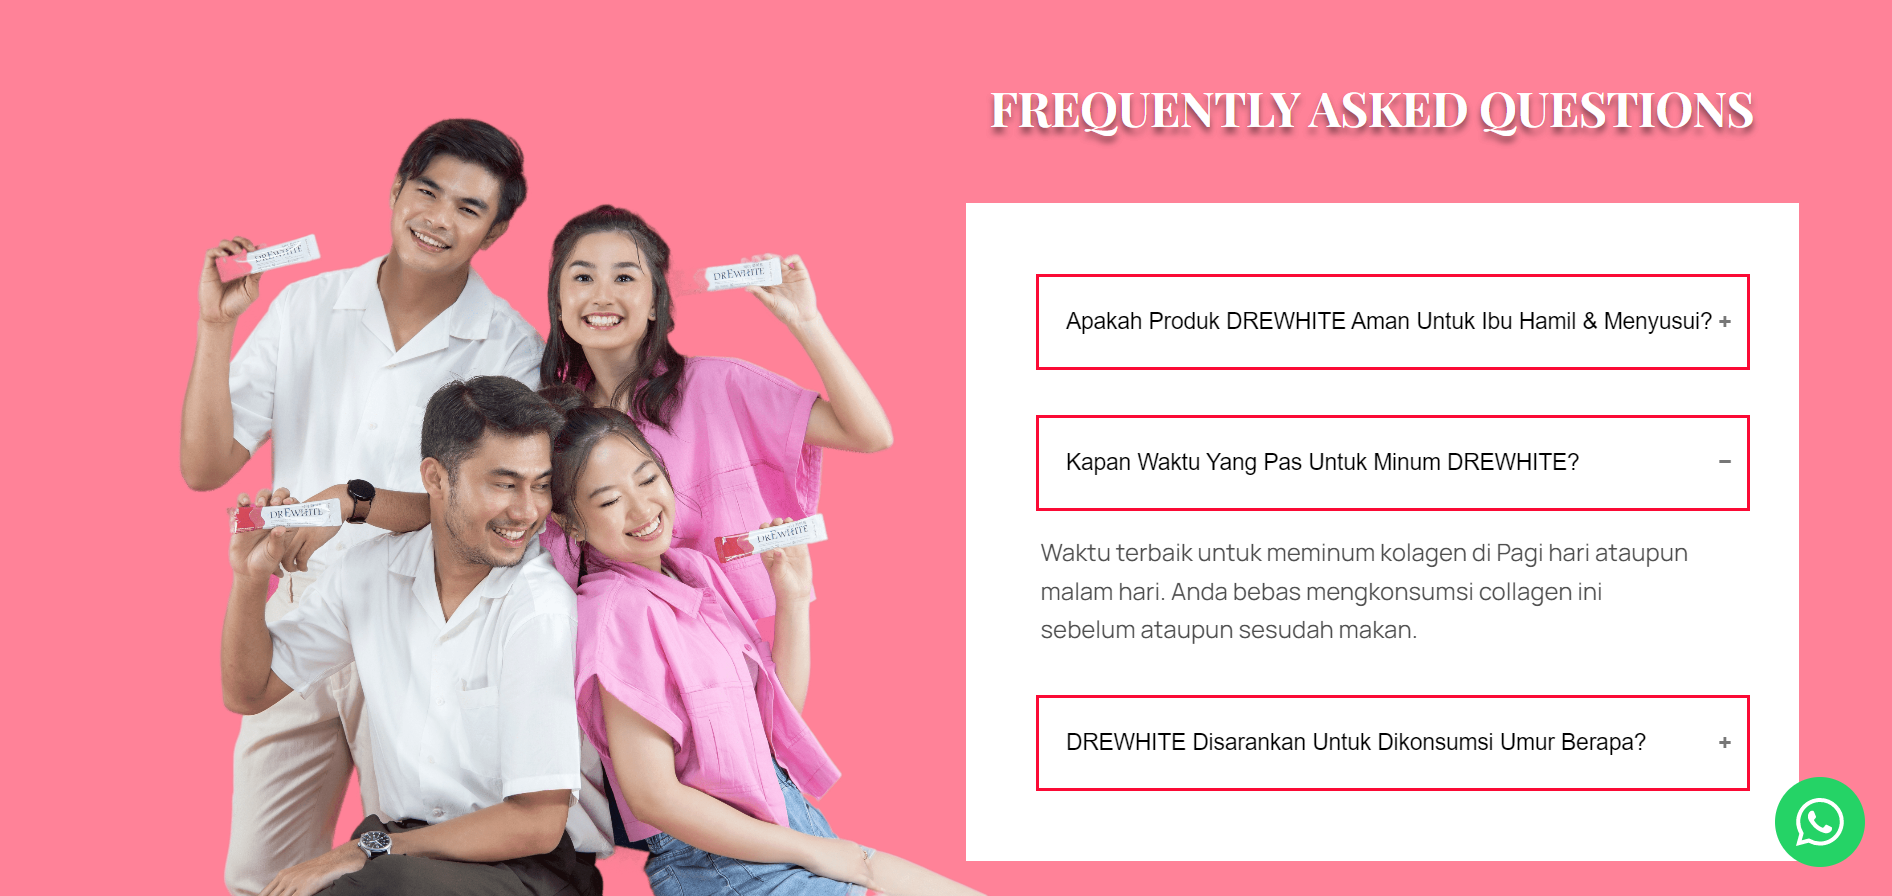 FREQUENTLY ASKED QUESTIONS
DREWHITE
DREWHITE
DREWHITE
DREWHITE
Apakah Produk DREWHITE Aman Untuk Ibu Hamil & Menyusui? +
Kapan Waktu Yang Pas Untuk Minum DREWHITE? −
Waktu terbaik untuk meminum kolagen di Pagi hari ataupun
malam hari. Anda bebas mengkonsumsi collagen ini
sebelum ataupun sesudah makan.
DREWHITE Disarankan Untuk Dikonsumsi Umur Berapa? +